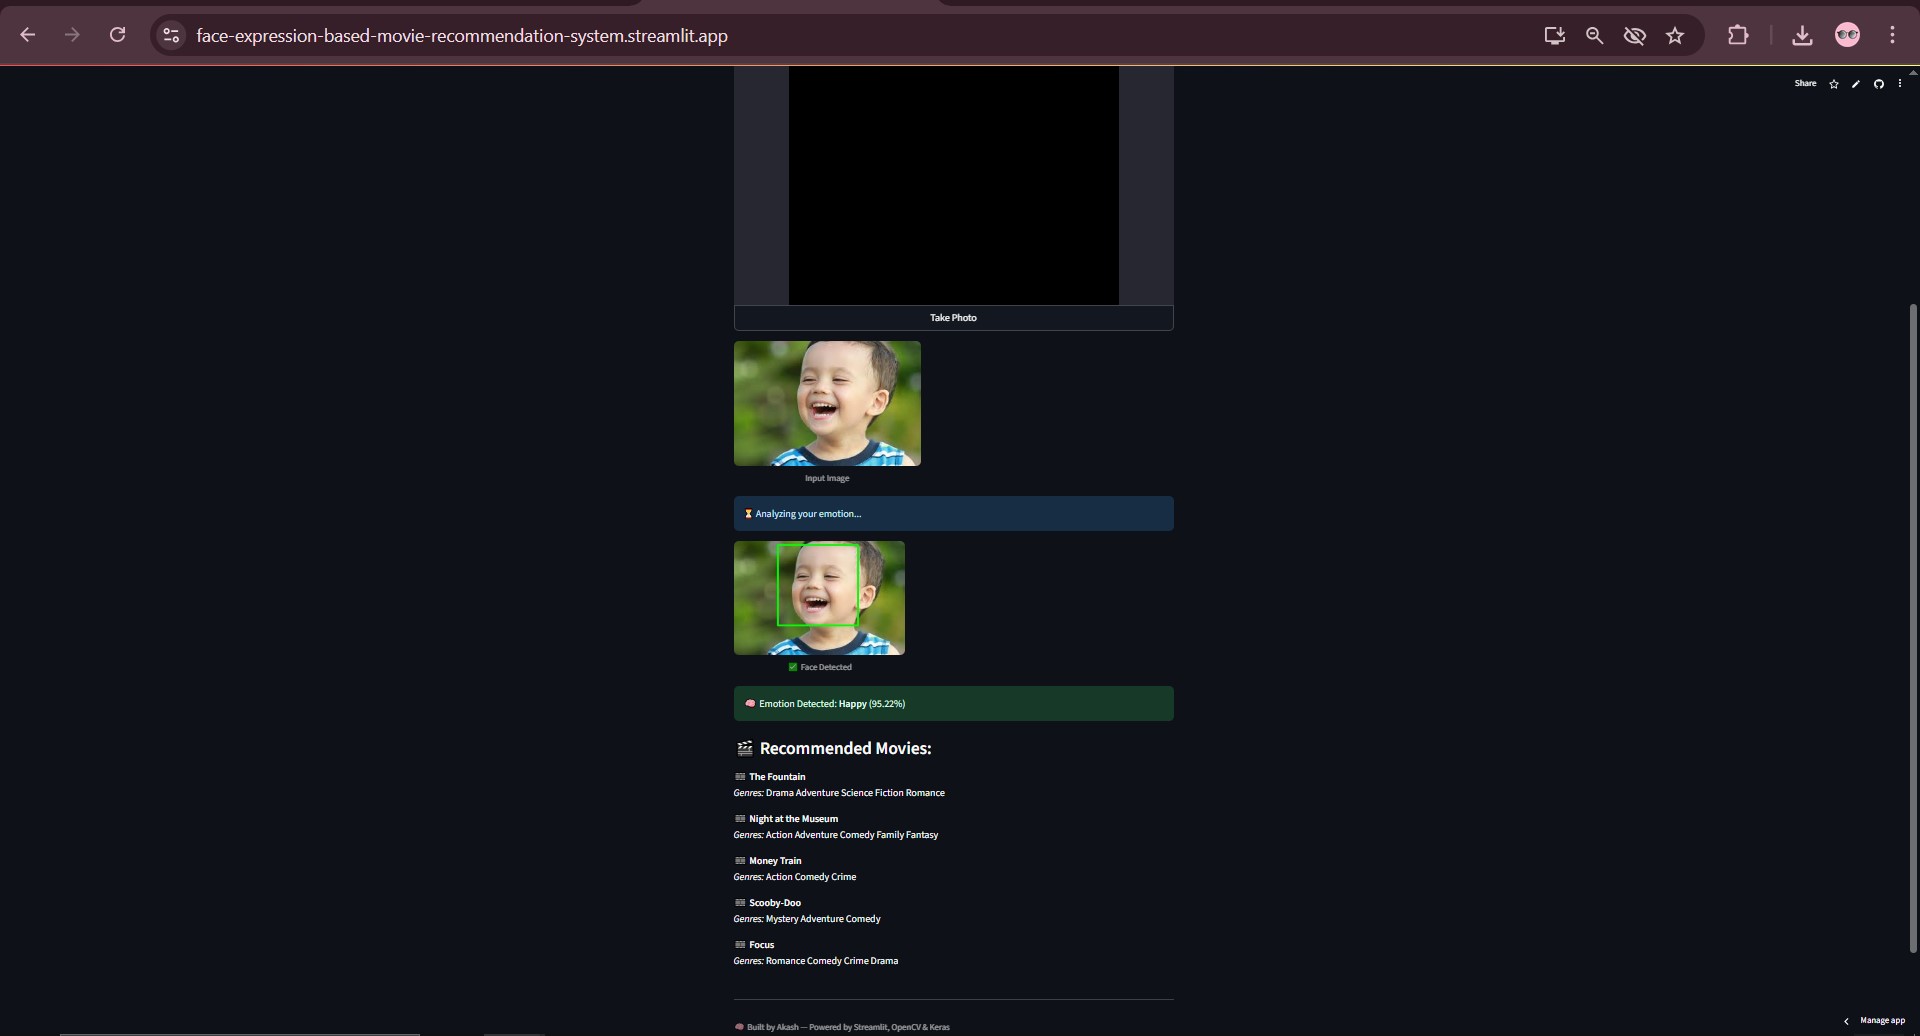 face-expression-based-movie-recommendation-system.streamlit.app
Share
Take Photo
Input Image
⏳ Analyzing your emotion...
✅ Face Detected
🧠 Emotion Detected: Happy (95.22%)
🎬 Recommended Movies:
🎞 The Fountain
Genres: Drama Adventure Science Fiction Romance
🎞 Night at the Museum
Genres: Action Adventure Comedy Family Fantasy
🎞 Money Train
Genres: Action Comedy Crime
🎞 Scooby-Doo
Genres: Mystery Adventure Comedy
🎞 Focus
Genres: Romance Comedy Crime Drama
🧠 Built by Akash — Powered by Streamlit, OpenCV & Keras
Manage app